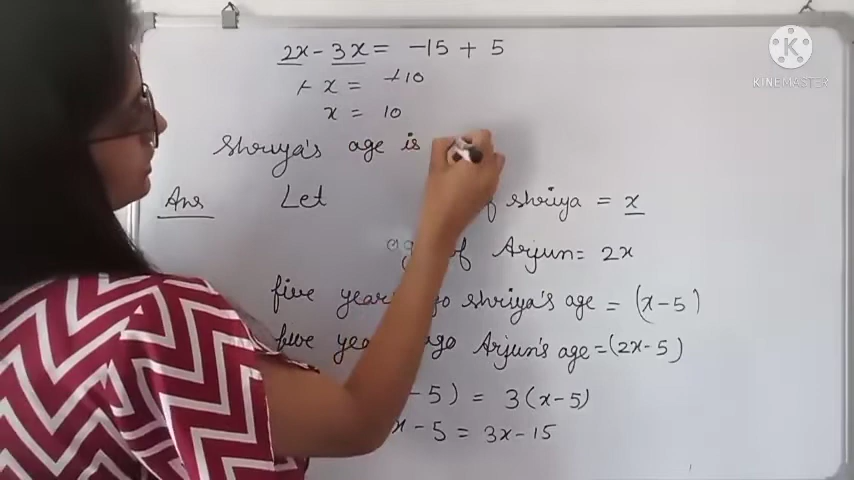 2x - 3x = -15 + 5
+ x = +10
x = 10
Shriya's age is
Ans Let of shriya = x
age of Arjun = 2x
five years ago shriya's age = (x-5)
five years ago Arjun's age = (2x-5)
- 5) = 3(x-5)
x - 5 = 3x - 15
K
KINEMASTER